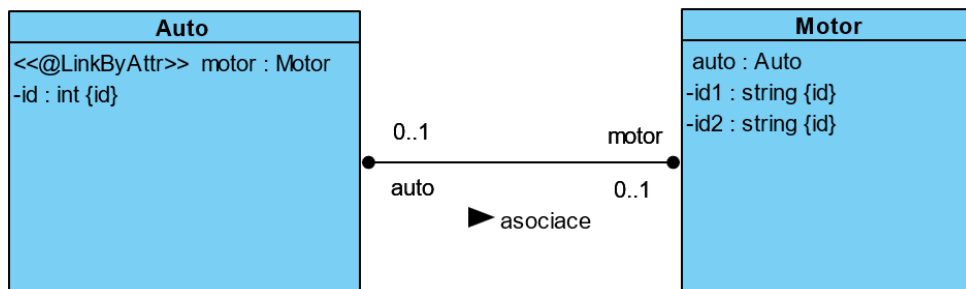 Auto
<<@LinkByAttr>> motor : Motor
-id : int {id}
Motor
auto : Auto
-id1 : string {id}
-id2 : string {id}
0..1
motor
auto
0..1
asociace